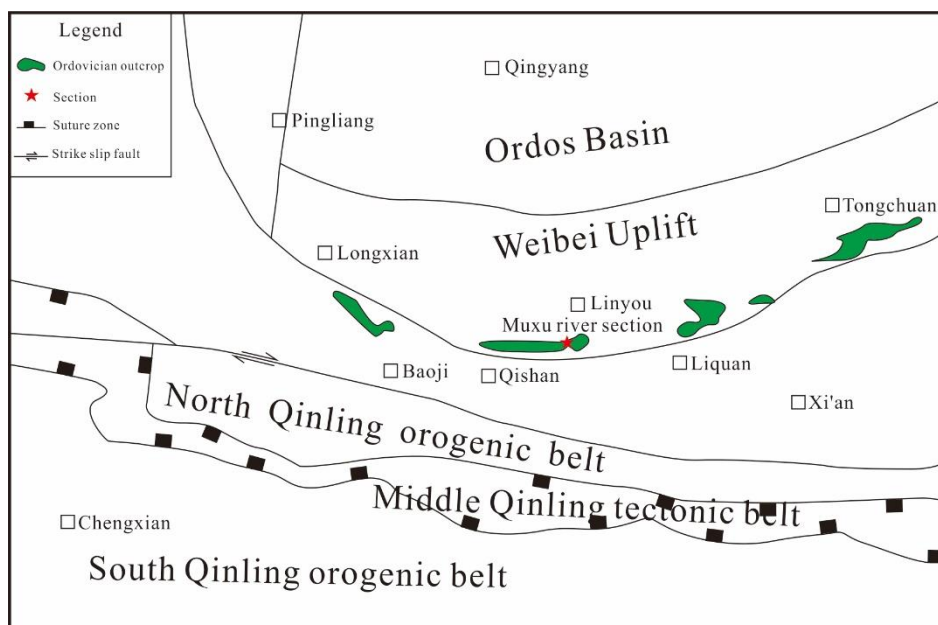 Legend
Ordovician outcrop
Section
Suture zone
Strike slip fault
Qingyang
Pingliang
Ordos Basin
Tongchuan
Weibei Uplift
Longxian
Linyou
Muxu river section
Baoji
Qishan
Liquan
Xi'an
North Qinling orogenic belt
Middle Qinling tectonic belt
Chengxian
South Qinling orogenic belt